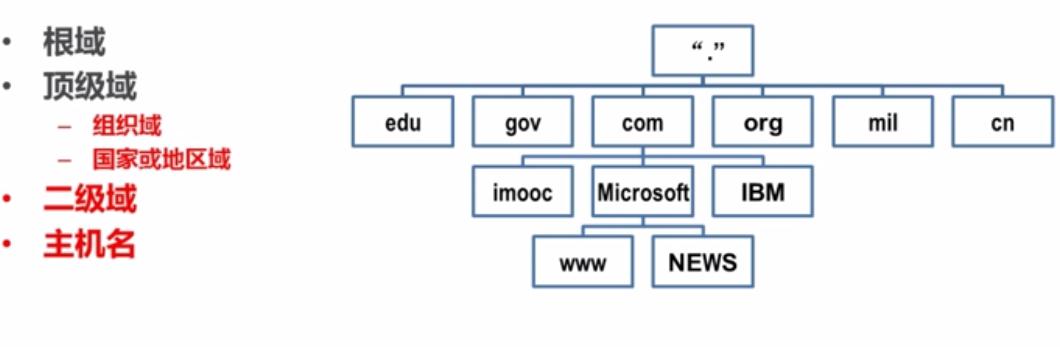 • 根域
• 顶级域
– 组织域
– 国家或地区域
• 二级域
• 主机名
“.”
edu gov com org mil cn
imooc Microsoft IBM
www NEWS